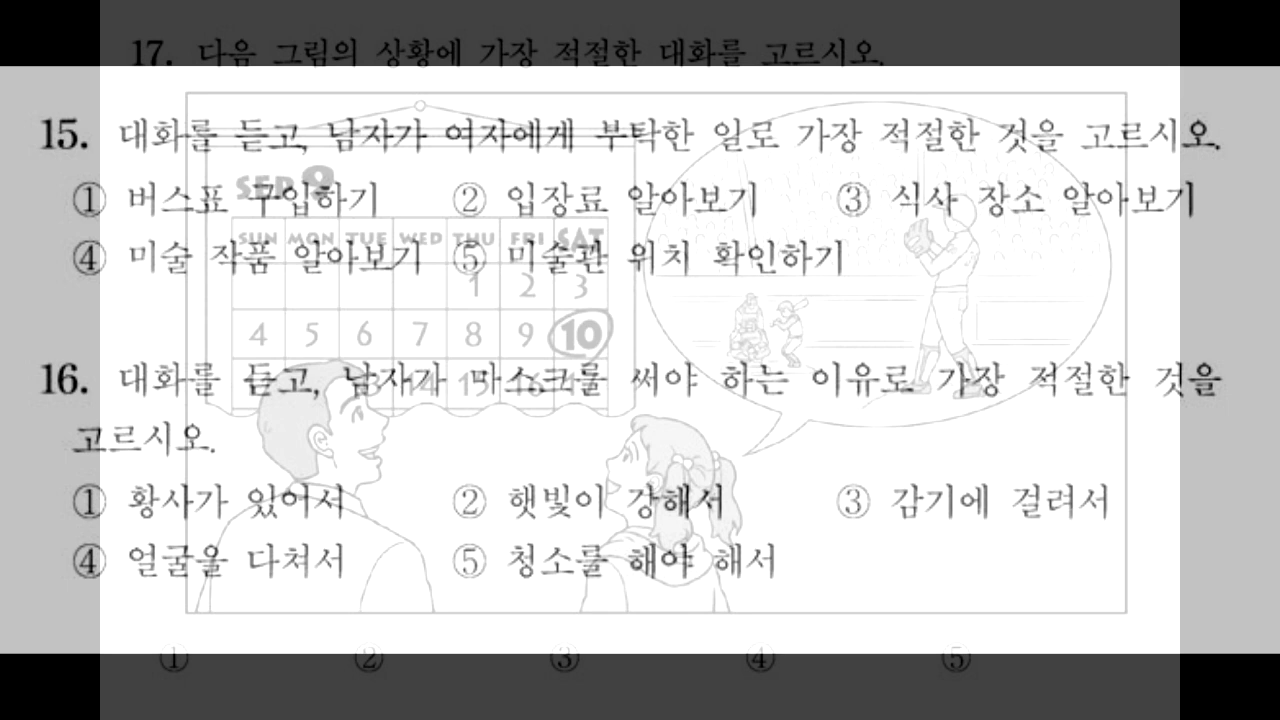 17. 다음 그림의 상황에 가장 적절한 대화를 고르시오.
15. 대화를 듣고, 남자가 여자에게 부탁한 일로 가장 적절한 것을 고르시오.
SEP 9
① 버스표 구입하기 ② 입장료 알아보기 ③ 식사 장소 알아보기
SUN MON TUE WED THU FRI SAT
④ 미술 작품 알아보기 ⑤ 미술관 위치 확인하기
1 2 3
4 5 6 7 8 9 10
16. 대화를 듣고, 남자가 마스크를 써야 하는 이유로 가장 적절한 것을
13 14 15 16
고르시오.
① 황사가 있어서 ② 햇빛이 강해서 ③ 감기에 걸려서
④ 얼굴을 다쳐서 ⑤ 청소를 해야 해서
① ② ③ ④ ⑤